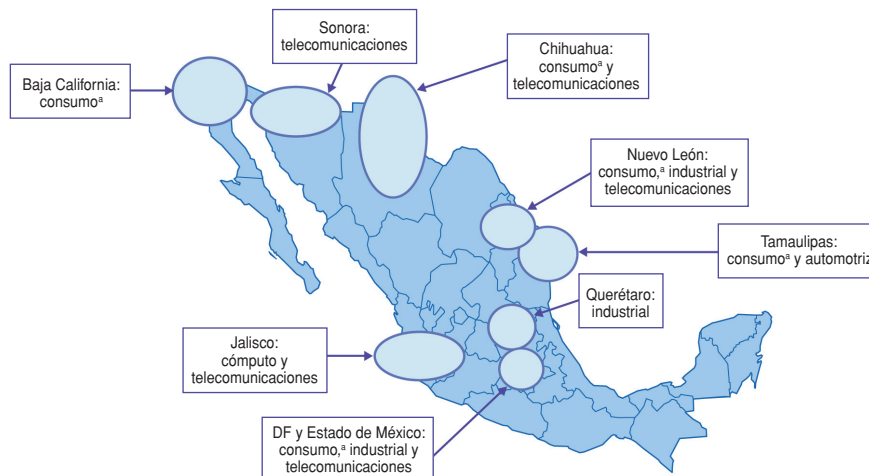 Sonora:
telecomunicaciones
Chihuahua:
consumoᵃ y
telecomunicaciones
Baja California:
consumoᵃ
Nuevo León:
consumo,ᵃ industrial y
telecomunicaciones
Tamaulipas:
consumoᵃ y automotriz
Querétaro:
industrial
Jalisco:
cómputo y
telecomunicaciones
DF y Estado de México:
consumo,ᵃ industrial y
telecomunicaciones